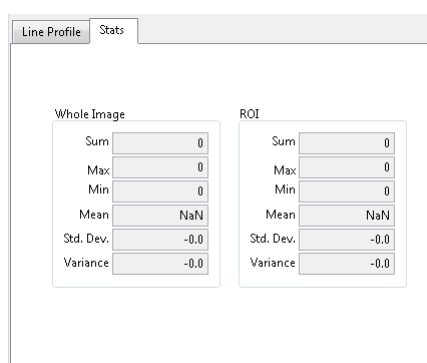 Line Profile Stats
Whole Image
Sum 0
Max 0
Min 0
Mean NaN
Std. Dev. -0.0
Variance -0.0
ROI
Sum 0
Max 0
Min 0
Mean NaN
Std. Dev. -0.0
Variance -0.0